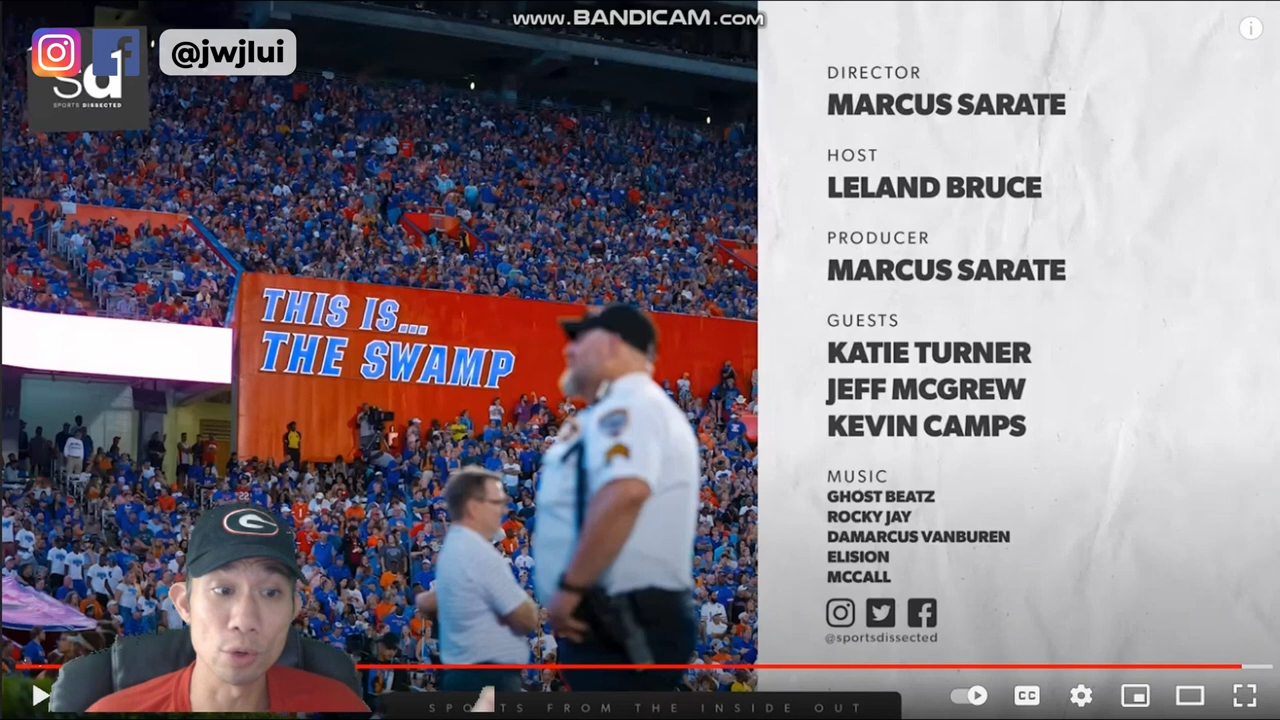 www.BANDICAM.com
@jwjlui
sd
SPORTS DISSECTED
DIRECTOR
MARCUS SARATE
HOST
LELAND BRUCE
PRODUCER
MARCUS SARATE
GUESTS
KATIE TURNER
JEFF MCGREW
KEVIN CAMPS
MUSIC
GHOST BEATZ
ROCKY JAY
DAMARCUS VANBUREN
ELISION
MCCALL
@sportsdissected
THIS IS...
THE SWAMP
G
CC
SPORTS FROM THE INSIDE OUT